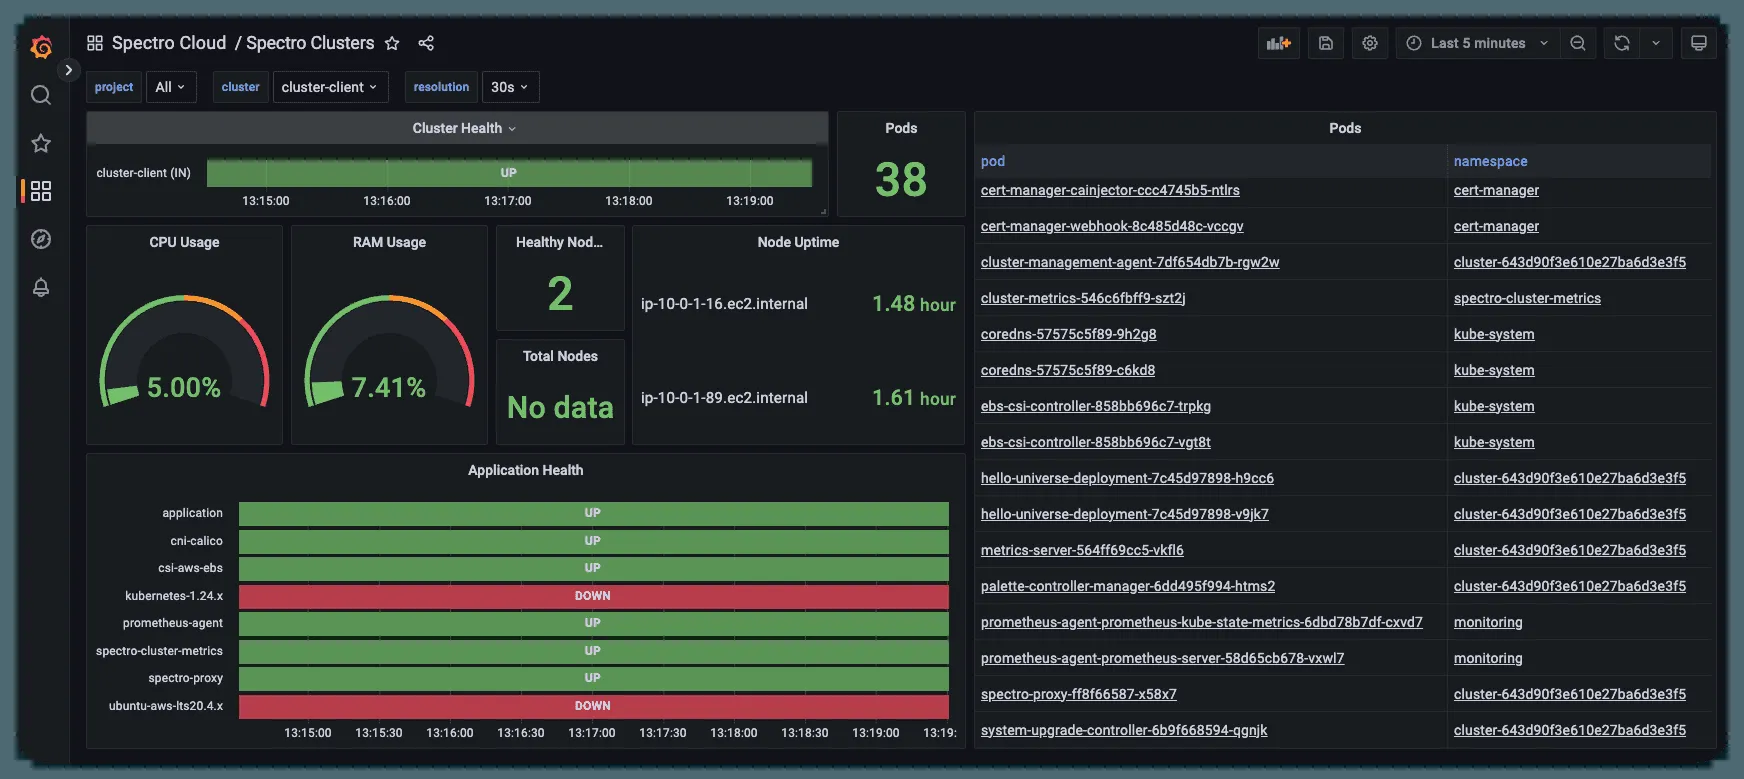 Spectro Cloud / Spectro Clusters
Last 5 minutes
project All cluster cluster-client resolution 30s
Cluster Health
cluster-client (IN) UP
13:15:00 13:16:00 13:17:00 13:18:00 13:19:00
Pods
38
CPU Usage
5.00%
RAM Usage
7.41%
Healthy Nod...
2
Total Nodes
No data
Node Uptime
ip-10-0-1-16.ec2.internal 1.48 hour
ip-10-0-1-89.ec2.internal 1.61 hour
Application Health
application UP
cni-calico UP
csi-aws-ebs UP
kubernetes-1.24.x DOWN
prometheus-agent UP
spectro-cluster-metrics UP
spectro-proxy UP
ubuntu-aws-lts20.4.x DOWN
13:15:00 13:15:30 13:16:00 13:16:30 13:17:00 13:17:30 13:18:00 13:18:30 13:19:00 13:19:
Pods
pod namespace
cert-manager-cainjector-ccc4745b5-ntlrs cert-manager
cert-manager-webhook-8c485d48c-vccgv cert-manager
cluster-management-agent-7df654db7b-rgw2w cluster-643d90f3e610e27ba6d3e3f5
cluster-metrics-546c6fbff9-szt2j spectro-cluster-metrics
coredns-57575c5f89-9h2g8 kube-system
coredns-57575c5f89-c6kd8 kube-system
ebs-csi-controller-858bb696c7-trpkg kube-system
ebs-csi-controller-858bb696c7-vgt8t kube-system
hello-universe-deployment-7c45d97898-h9cc6 cluster-643d90f3e610e27ba6d3e3f5
hello-universe-deployment-7c45d97898-v9jk7 cluster-643d90f3e610e27ba6d3e3f5
metrics-server-564ff69cc5-vkfl6 cluster-643d90f3e610e27ba6d3e3f5
palette-controller-manager-6dd495f994-htms2 cluster-643d90f3e610e27ba6d3e3f5
prometheus-agent-prometheus-kube-state-metrics-6dbd78b7df-cxvd7 monitoring
prometheus-agent-prometheus-server-58d65cb678-vxwl7 monitoring
spectro-proxy-ff8f66587-x58x7 cluster-643d90f3e610e27ba6d3e3f5
system-upgrade-controller-6b9f668594-qgnjk cluster-643d90f3e610e27ba6d3e3f5